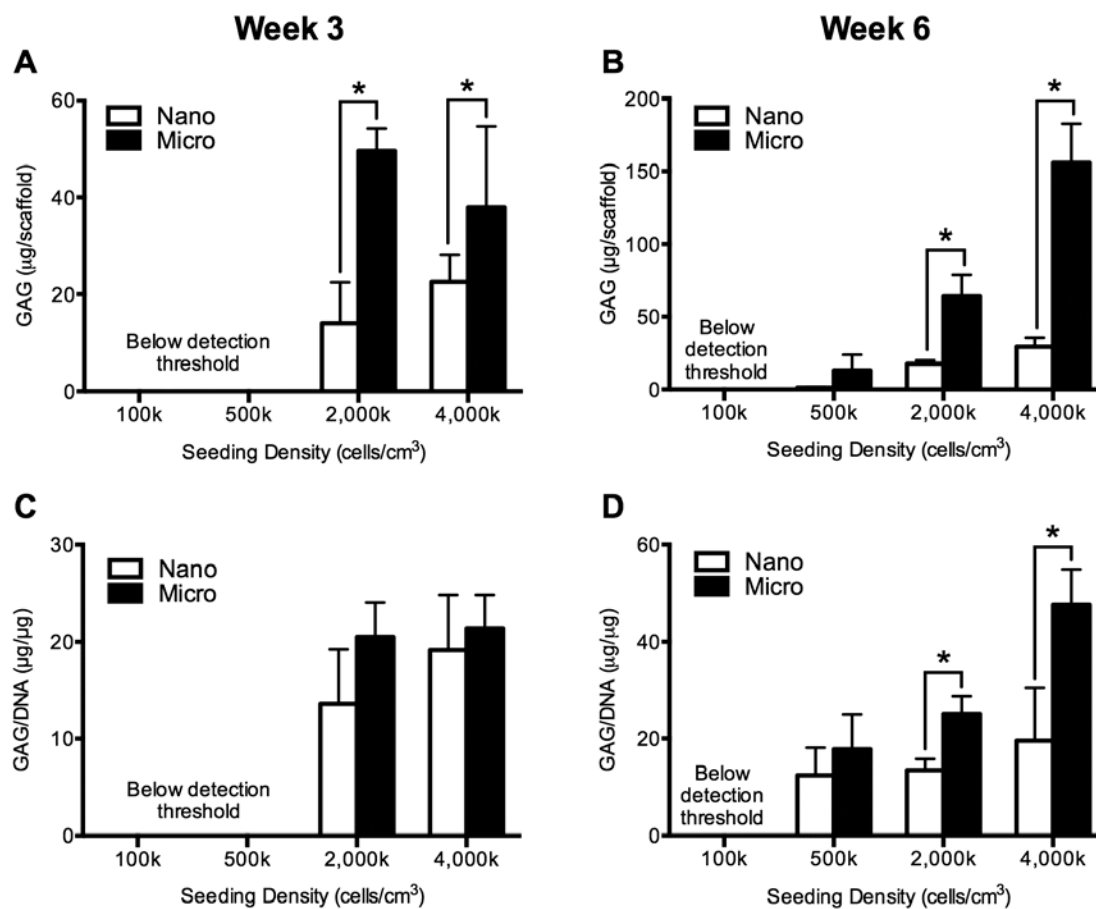 Week 3
Week 6
A
*
*
60
40
20
0
GAG (µg/scaffold)
Nano
Micro
Below detection
threshold
100k
500k
2,000k
4,000k
Seeding Density (cells/cm³)
B
*
*
200
150
100
50
0
GAG (µg/scaffold)
Nano
Micro
Below
detection
threshold
100k
500k
2,000k
4,000k
Seeding Density (cells/cm³)
C
30
20
10
0
GAG/DNA (µg/µg)
Nano
Micro
Below detection
threshold
100k
500k
2,000k
4,000k
Seeding Density (cells/cm³)
D
*
*
60
40
20
0
GAG/DNA (µg/µg)
Nano
Micro
Below
detection
threshold
100k
500k
2,000k
4,000k
Seeding Density (cells/cm³)